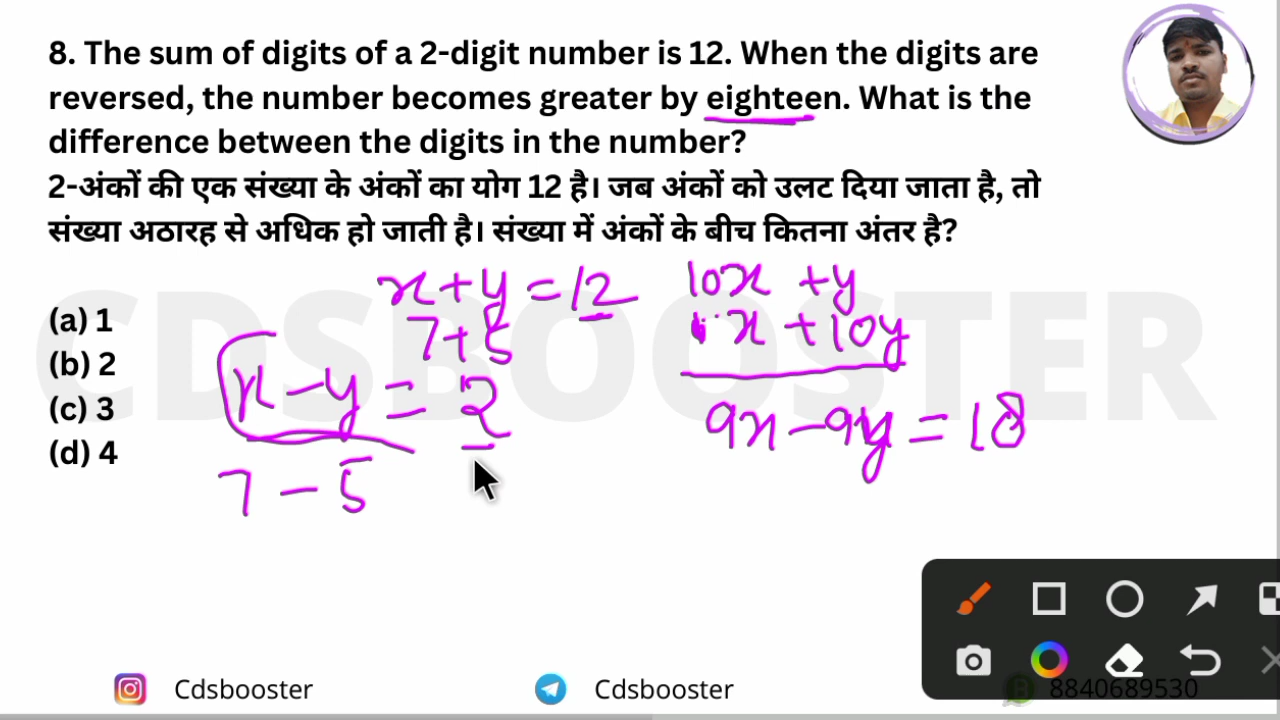 8. The sum of digits of a 2-digit number is 12. When the digits are
reversed, the number becomes greater by eighteen. What is the
difference between the digits in the number?
2-अंकों की एक संख्या के अंकों का योग 12 है। जब अंकों को उलट दिया जाता है, तो
संख्या अठारह से अधिक हो जाती है। संख्या में अंकों के बीच कितना अंतर है?
x+y=12
7+5
10x +y
x+10y
9x-9y=18
x-y=2
7-5
(a) 1
(b) 2
(c) 3
(d) 4
CDSBOOSTER
Cdsbooster
Cdsbooster
8840689530